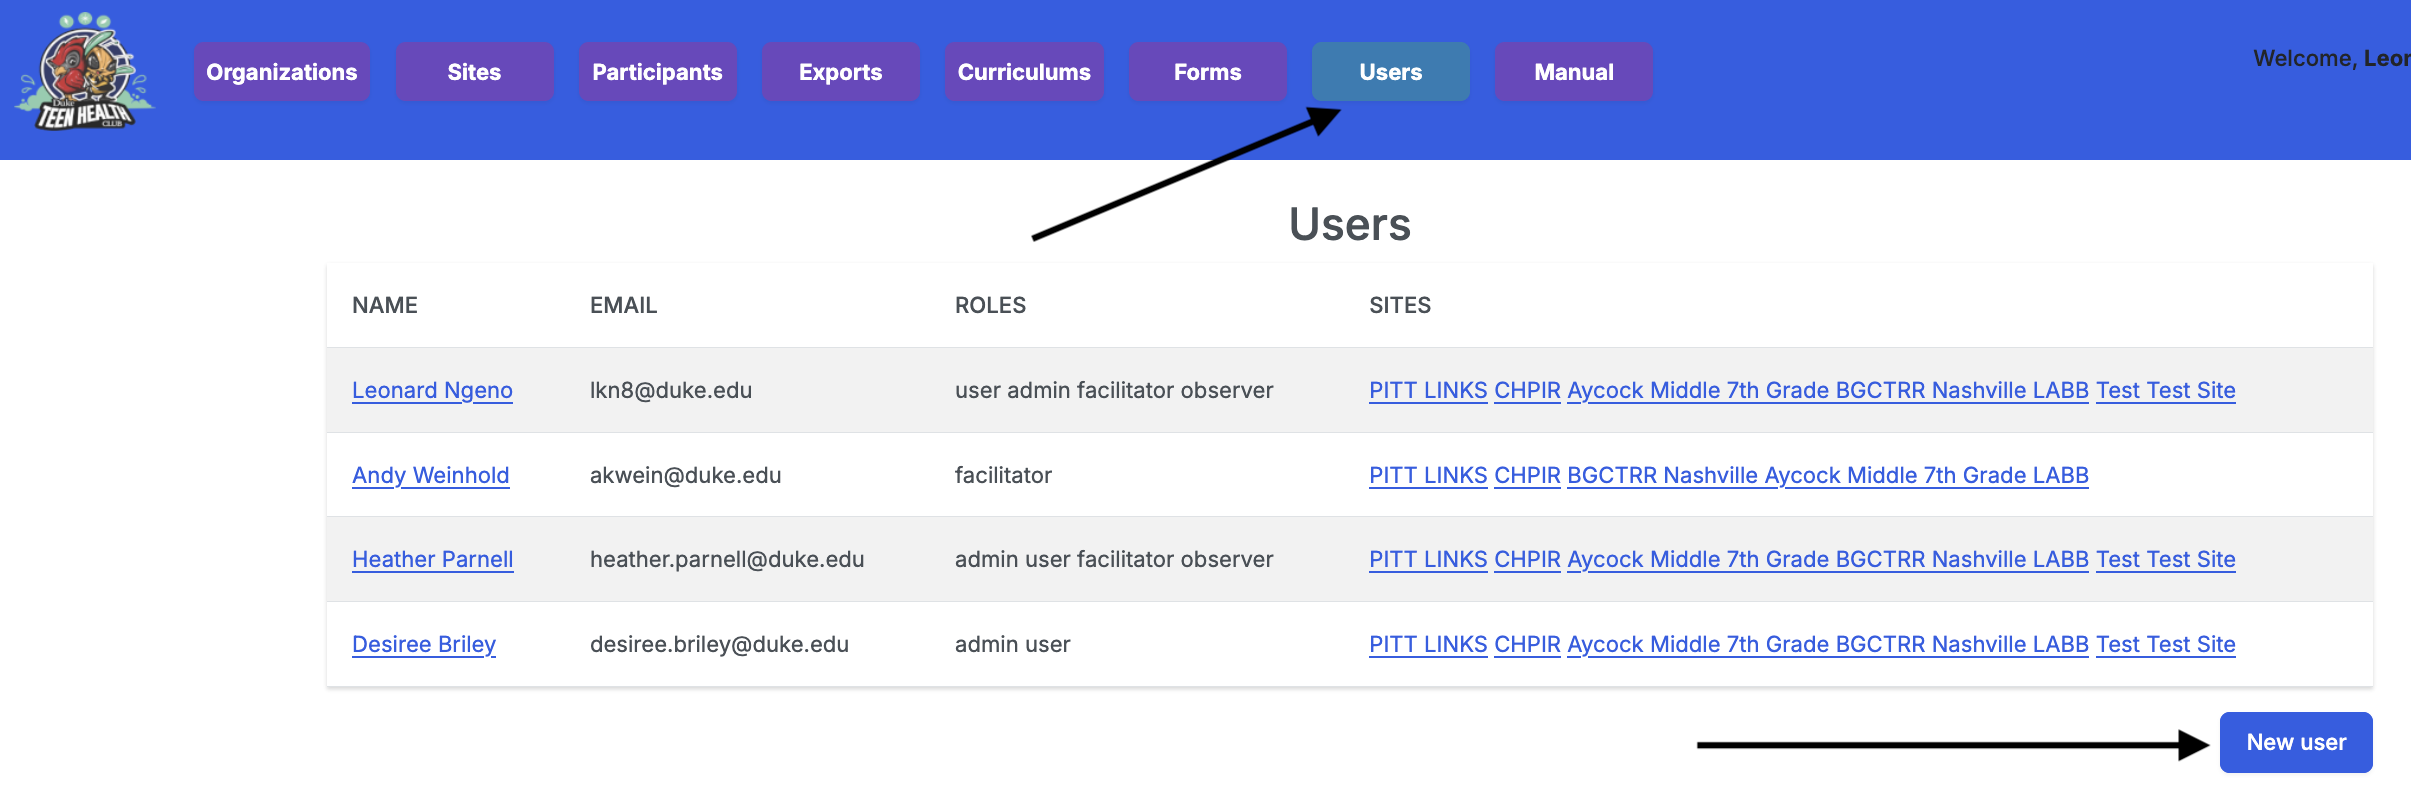 Duke
TEEN HEALTH
CLUB
Organizations Sites Participants Exports Curriculums Forms Users Manual
Welcome, Leon
Users
NAME EMAIL ROLES SITES
Leonard Ngeno lkn8@duke.edu user admin facilitator observer PITT LINKS CHPIR Aycock Middle 7th Grade BGCTRR Nashville LABB Test Test Site
Andy Weinhold akwein@duke.edu facilitator PITT LINKS CHPIR BGCTRR Nashville Aycock Middle 7th Grade LABB
Heather Parnell heather.parnell@duke.edu admin user facilitator observer PITT LINKS CHPIR Aycock Middle 7th Grade BGCTRR Nashville LABB Test Test Site
Desiree Briley desiree.briley@duke.edu admin user PITT LINKS CHPIR Aycock Middle 7th Grade BGCTRR Nashville LABB Test Test Site
New user